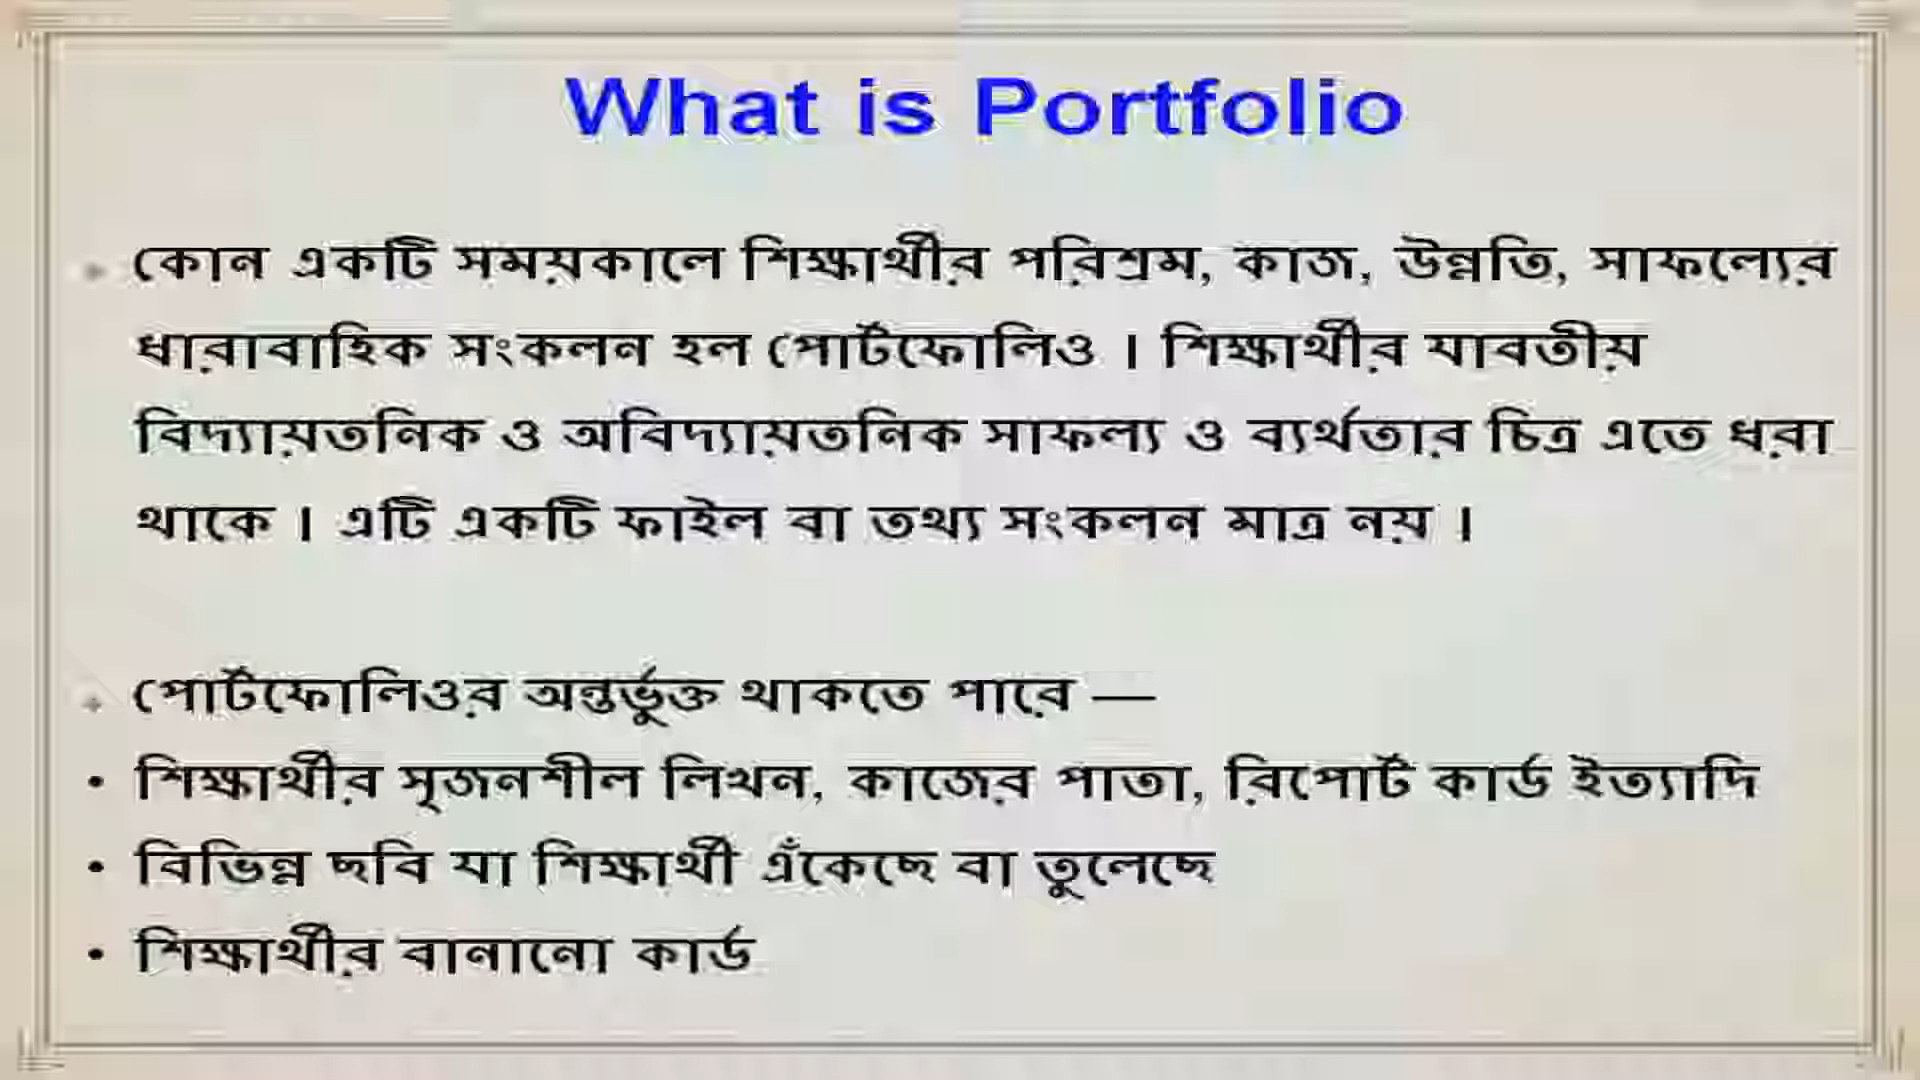 What is Portfolio
কোন একটি সময়কালে শিক্ষার্থীর পরিশ্রম, কাজ, উন্নতি, সাফল্যের
ধারাবাহিক সংকলন হল পোর্টফোলিও । শিক্ষার্থীর যাবতীয়
বিদ্যায়তনিক ও অবিদ্যায়তনিক সাফল্য ও ব্যর্থতার চিত্র এতে ধরা
থাকে । এটি একটি ফাইল বা তথ্য সংকলন মাত্র নয় ।
পোর্টফোলিওর অন্তর্ভুক্ত থাকতে পারে —
• শিক্ষার্থীর সৃজনশীল লিখন, কাজের পাতা, রিপোর্ট কার্ড ইত্যাদি
• বিভিন্ন ছবি যা শিক্ষার্থী এঁকেছে বা তুলেছে
• শিক্ষার্থীর বানানো কার্ড